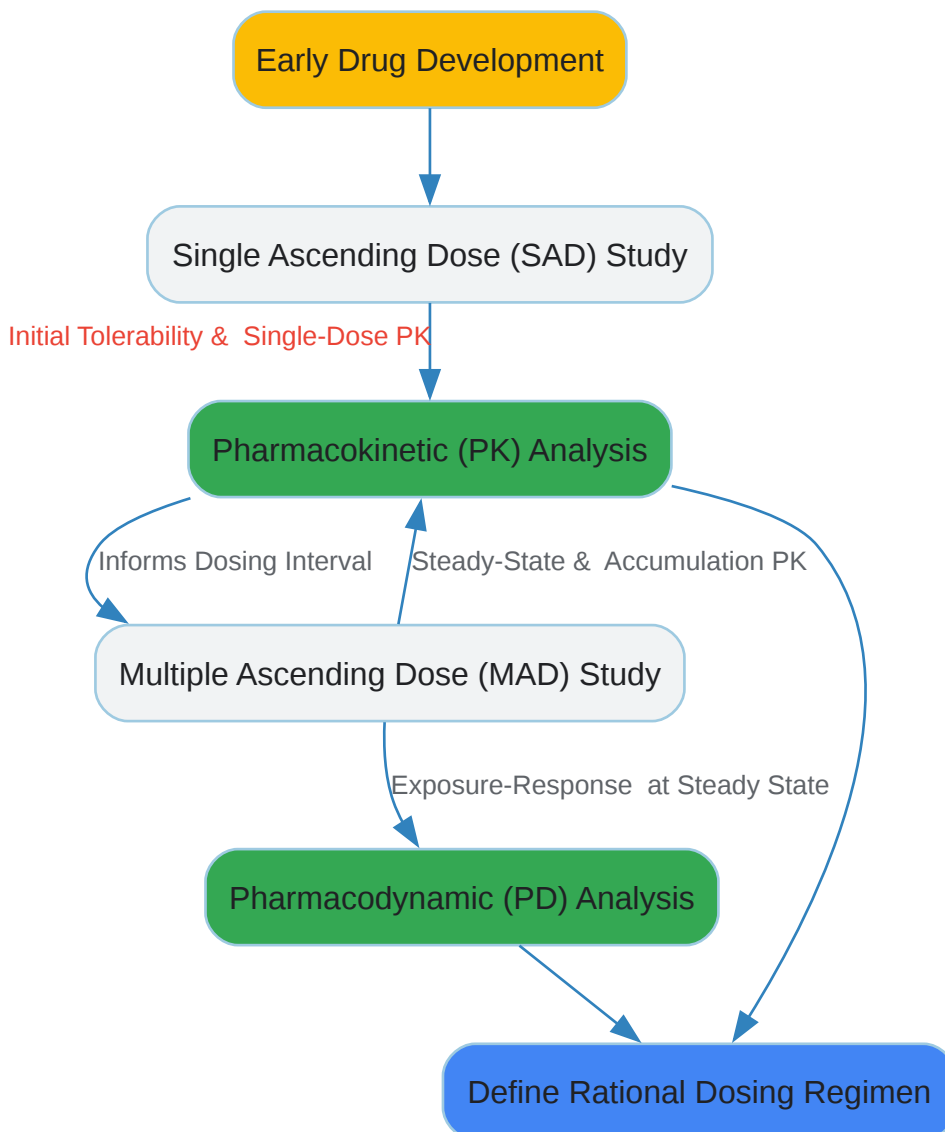 Early Drug Development
Single Ascending Dose (SAD) Study
Initial Tolerability &  Single-Dose PK
Pharmacokinetic (PK) Analysis
Informs Dosing Interval
Steady-State &  Accumulation PK
Multiple Ascending Dose (MAD) Study
Exposure-Response  at Steady State
Pharmacodynamic (PD) Analysis
Define Rational Dosing Regimen